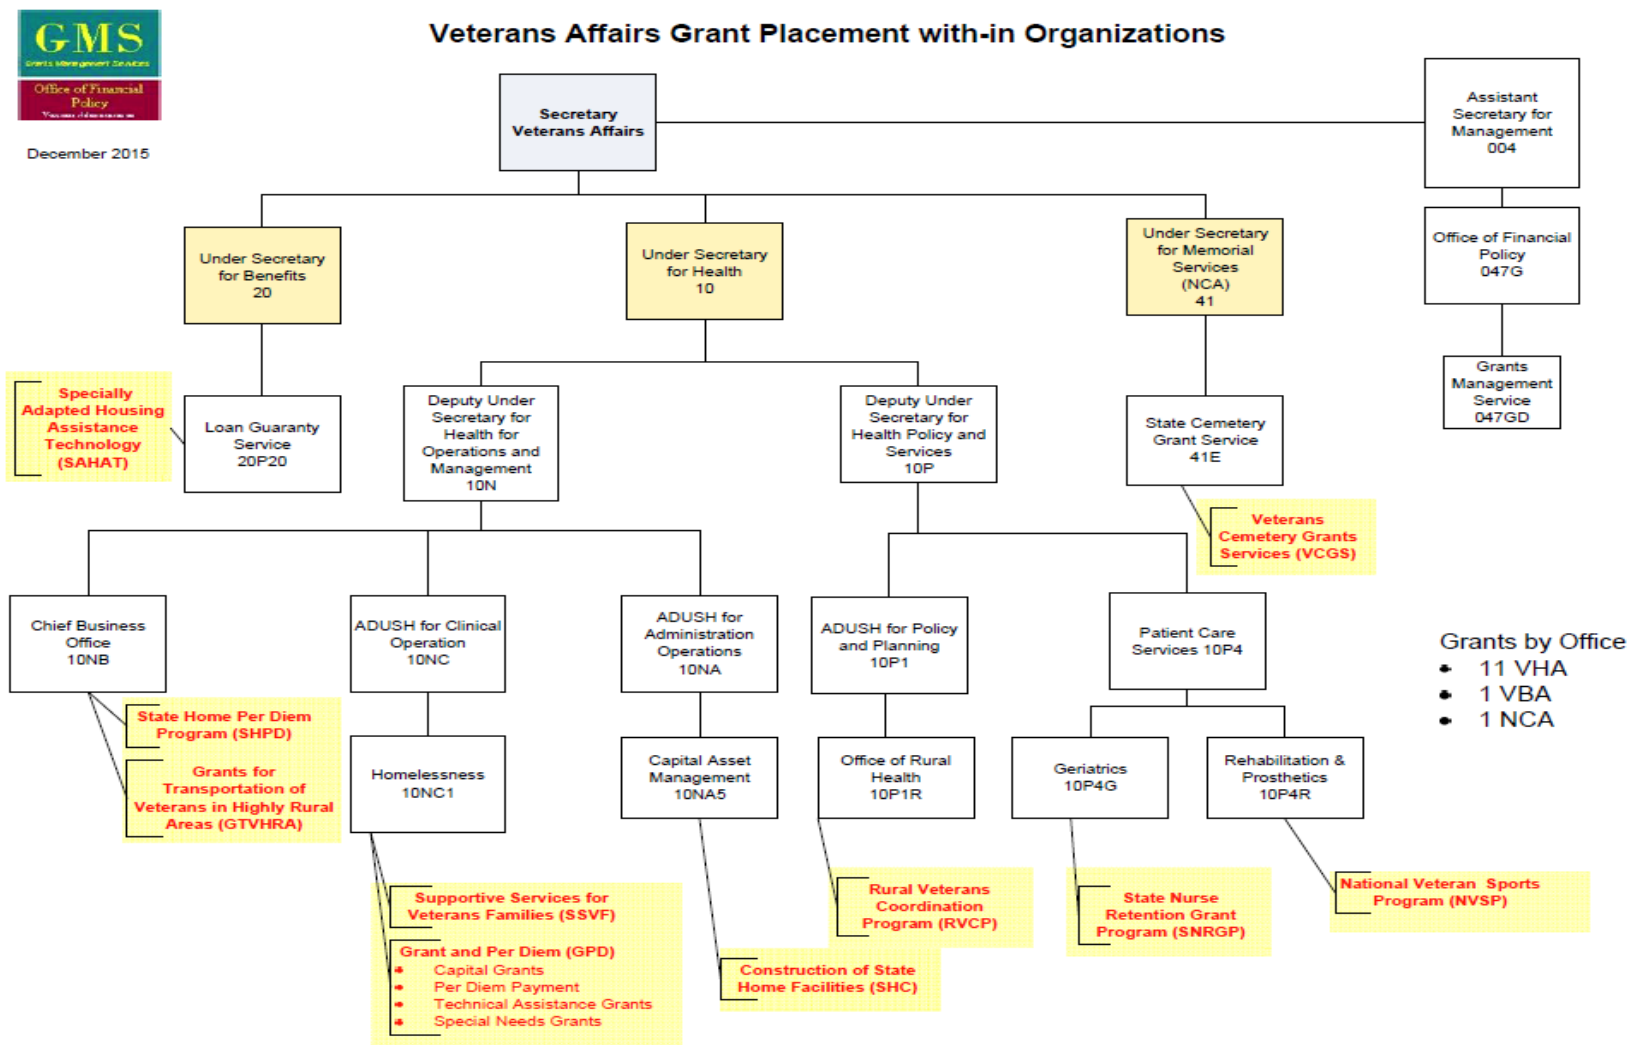 GMS
Grants Management Services
Office of Financial
Policy
December 2015
Veterans Affairs Grant Placement with-in Organizations
Secretary
Veterans Affairs
Assistant
Secretary for
Management
004
Under Secretary
for Benefits
20
Under Secretary
for Health
10
Under Secretary
for Memorial
Services
(NCA)
41
Office of Financial
Policy
047G
Grants
Management
Service
047GD
Specially
Adapted Housing
Assistance
Technology
(SAHAT)
Loan Guaranty
Service
20P20
Deputy Under
Secretary for
Health for
Operations and
Management
10N
Deputy Under
Secretary for
Health Policy and
Services
10P
State Cemetery
Grant Service
41E
Veterans
Cemetery Grants
Services (VCGS)
Chief Business
Office
10NB
ADUSH for Clinical
Operation
10NC
ADUSH for
Administration
Operations
10NA
ADUSH for Policy
and Planning
10P1
Patient Care
Services 10P4
Grants by Office
11 VHA
1 VBA
1 NCA
State Home Per Diem
Program (SHPD)
Grants for
Transportation of
Veterans in Highly Rural
Areas (GTVHRA)
Homelessness
10NC1
Capital Asset
Management
10NA5
Office of Rural
Health
10P1R
Geriatrics
10P4G
Rehabilitation &
Prosthetics
10P4R
Supportive Services for
Veterans Families (SSVF)
Grant and Per Diem (GPD)
Capital Grants
Per Diem Payment
Technical Assistance Grants
Special Needs Grants
Construction of State
Home Facilities (SHC)
Rural Veterans
Coordination
Program (RVCP)
State Nurse
Retention Grant
Program (SNRGP)
National Veteran Sports
Program (NVSP)